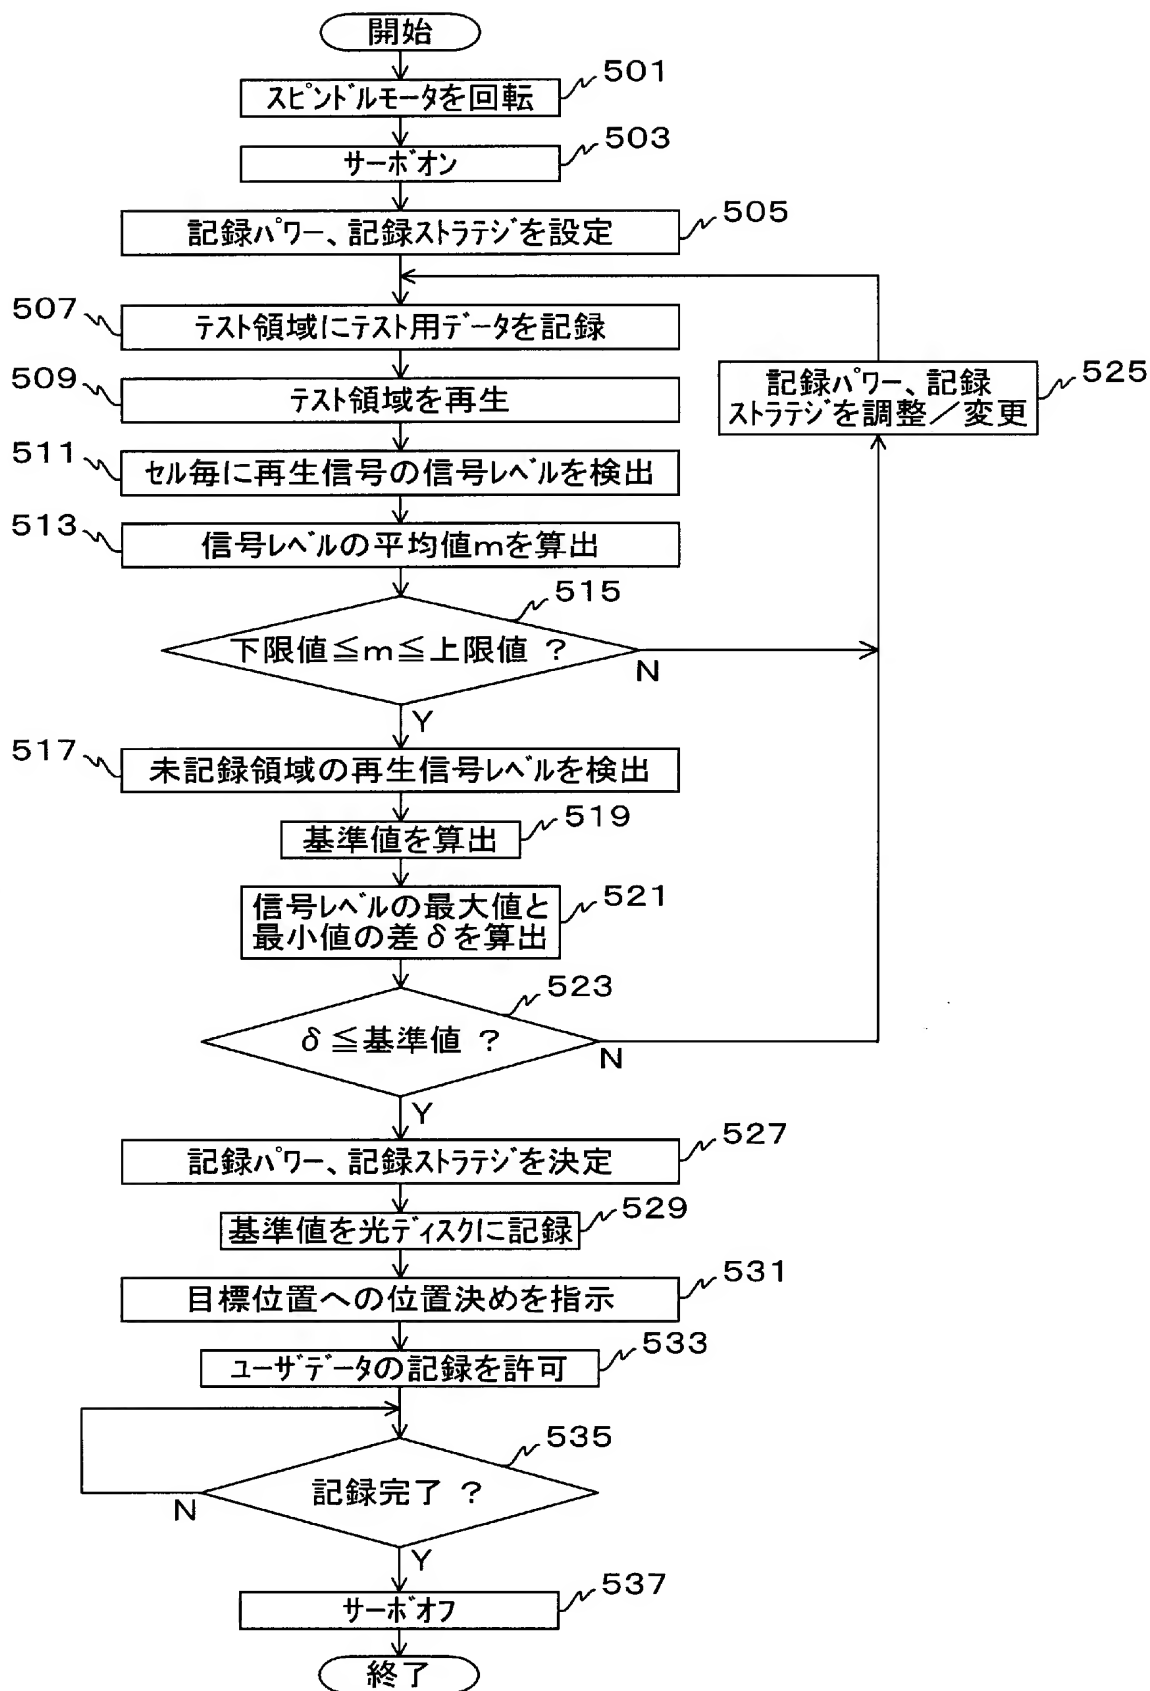 開始
501
スピンドルモータを回転
503
サーボオン
505
記録パワー、記録ストラテジを設定
507
テスト領域にテスト用データを記録
509
テスト領域を再生
525
記録パワー、記録
ストラテジを調整／変更
511
セル毎に再生信号の信号レベルを検出
513
信号レベルの平均値mを算出
515
下限値≦m≦上限値 ?
N
Y
517
未記録領域の再生信号レベルを検出
519
基準値を算出
521
信号レベルの最大値と
最小値の差δを算出
523
δ≦基準値 ?
N
Y
527
記録パワー、記録ストラテジを決定
529
基準値を光ディスクに記録
531
目標位置への位置決めを指示
533
ユーザデータの記録を許可
535
記録完了 ?
N
Y
537
サーボオフ
終了